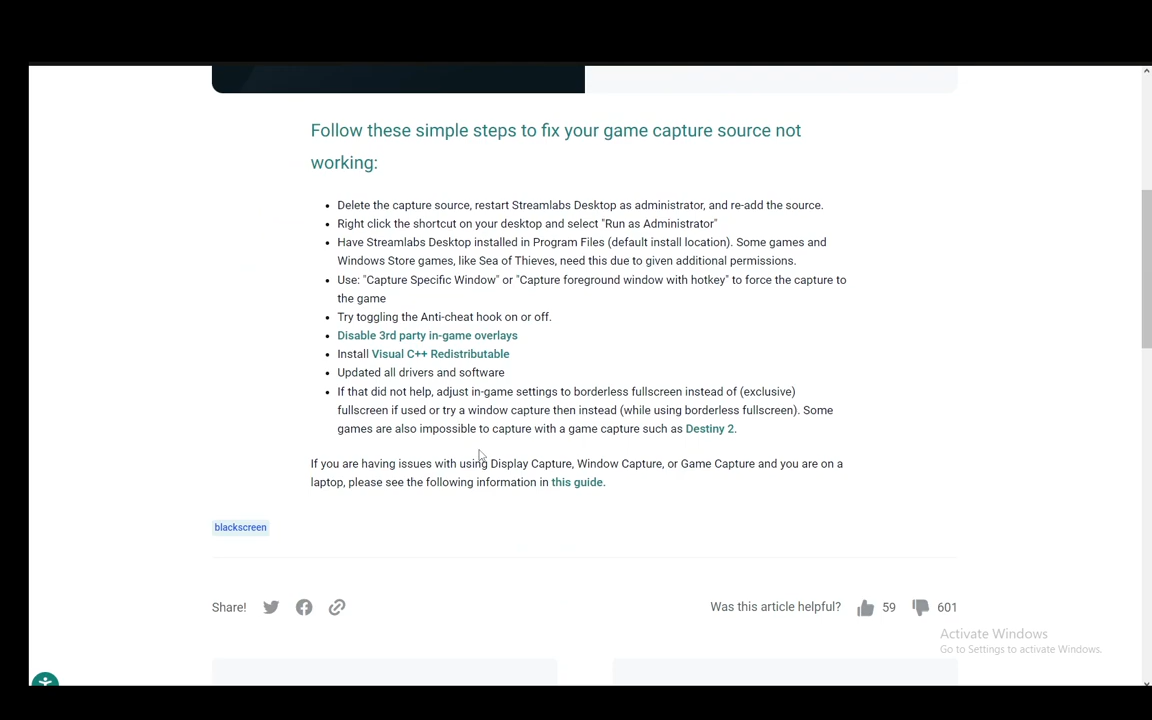 Follow these simple steps to fix your game capture source not
working:
Delete the capture source, restart Streamlabs Desktop as administrator, and re-add the source.
Right click the shortcut on your desktop and select "Run as Administrator"
Have Streamlabs Desktop installed in Program Files (default install location). Some games and
Windows Store games, like Sea of Thieves, need this due to given additional permissions.
Use: "Capture Specific Window" or "Capture foreground window with hotkey" to force the capture to
the game
Try toggling the Anti-cheat hook on or off.
Disable 3rd party in-game overlays
Install Visual C++ Redistributable
Updated all drivers and software
If that did not help, adjust in-game settings to borderless fullscreen instead of (exclusive)
fullscreen if used or try a window capture then instead (while using borderless fullscreen). Some
games are also impossible to capture with a game capture such as Destiny 2.
If you are having issues with using Display Capture, Window Capture, or Game Capture and you are on a
laptop, please see the following information in this guide.
blackscreen
Share!
Was this article helpful? 59 601
Activate Windows
Go to Settings to activate Windows.